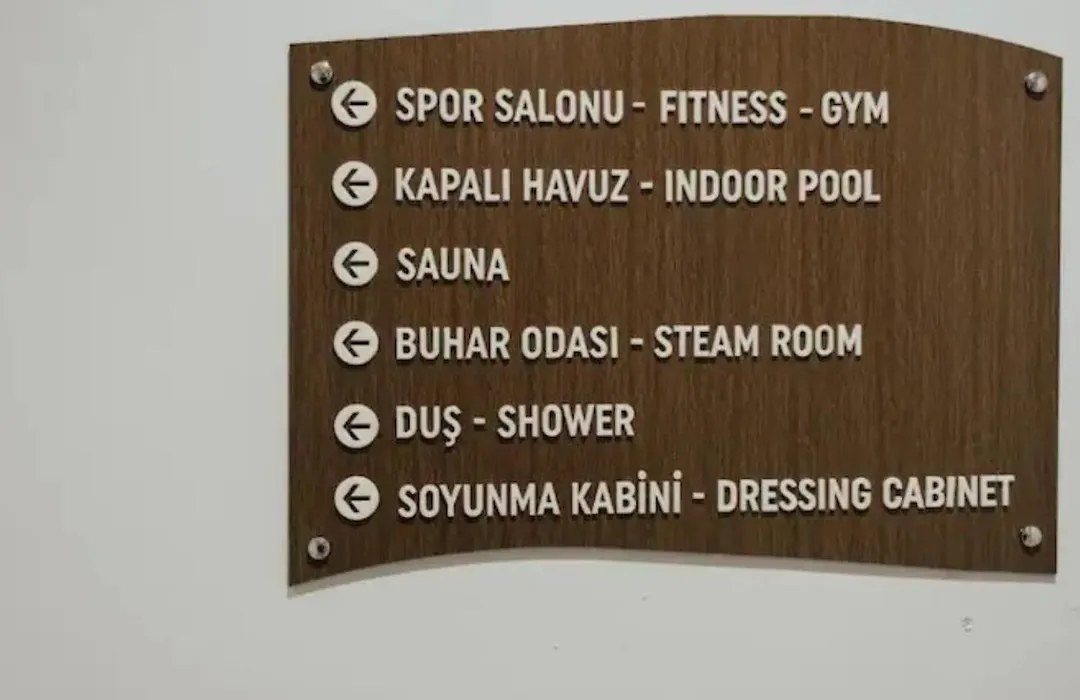 SPOR SALONU - FITNESS - GYM
KAPALI HAVUZ - INDOOR POOL
SAUNA
BUHAR ODASI - STEAM ROOM
DUŞ - SHOWER
SOYUNMA KABİNİ - DRESSING CABINET